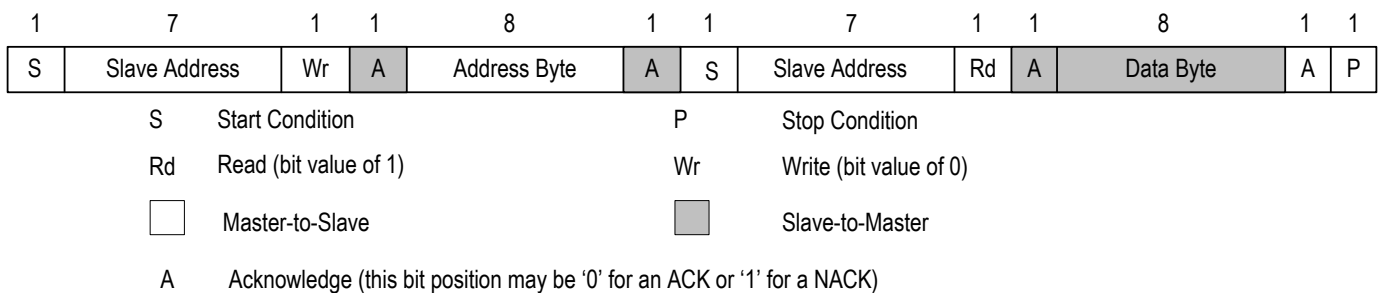 1 7 1 1 8 1 1 7 1 1 8 1 1
S Slave Address Wr A Address Byte A S Slave Address Rd A Data Byte A P
S Start Condition P Stop Condition
Rd Read (bit value of 1) Wr Write (bit value of 0)
Master-to-Slave Slave-to-Master
A Acknowledge (this bit position may be ‘0’ for an ACK or ‘1’ for a NACK)